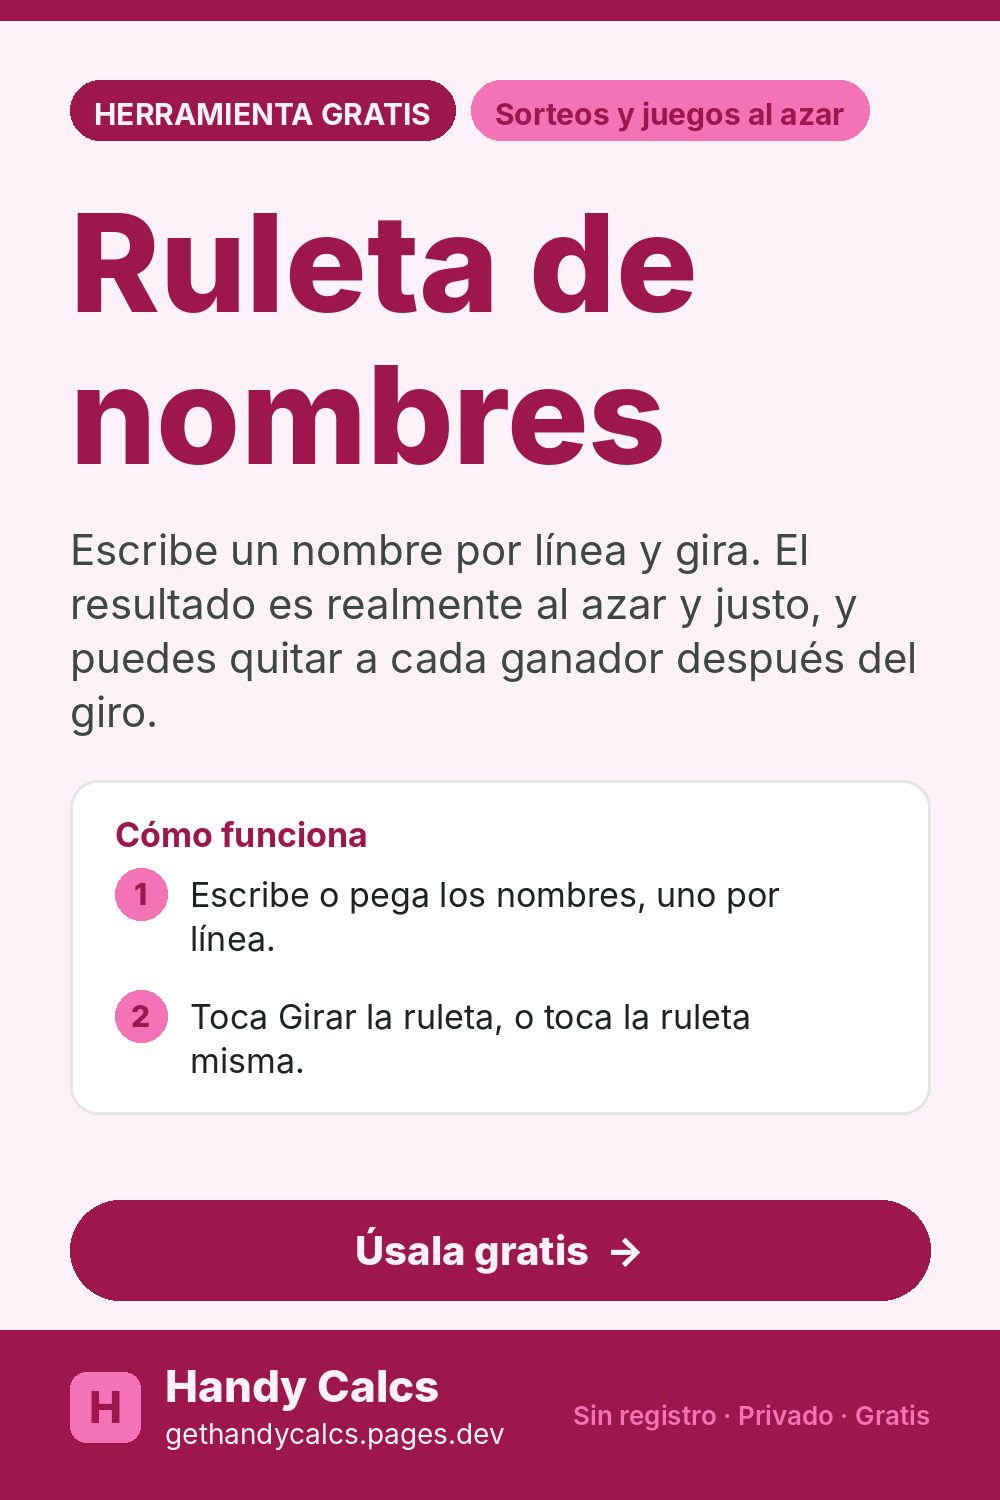 HERRAMIENTA GRATIS
Sorteos y juegos al azar
Ruleta de
nombres
Escribe un nombre por línea y gira. El
resultado es realmente al azar y justo, y
puedes quitar a cada ganador después del
giro.
Cómo funciona
1 Escribe o pega los nombres, uno por
línea.
2 Toca Girar la ruleta, o toca la ruleta
misma.
Úsala gratis →
H
Handy Calcs
gethandycalcs.pages.dev
Sin registro · Privado · Gratis